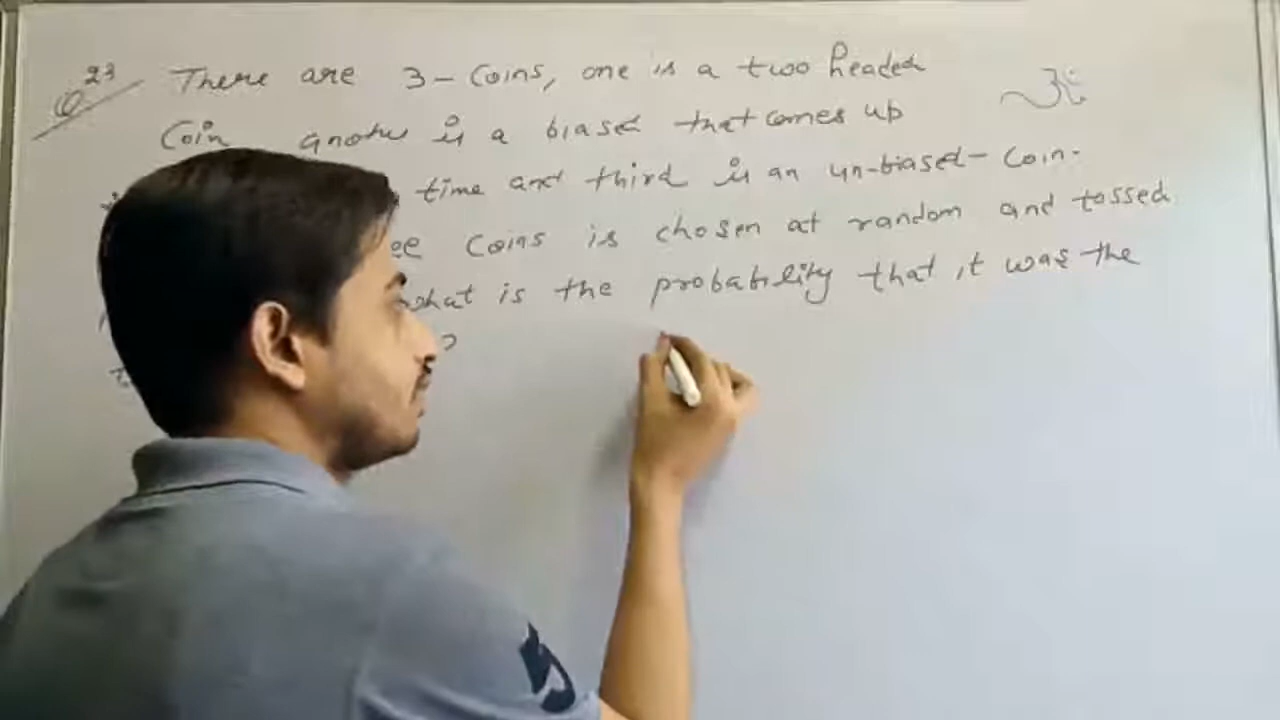 Q 23 There are 3 - Coins, one is a two headed
Coin another is a biased that comes up
time and third is an un-biased - Coin.
ee Coins is chosen at random and tossed
what is the probability that it was the
?